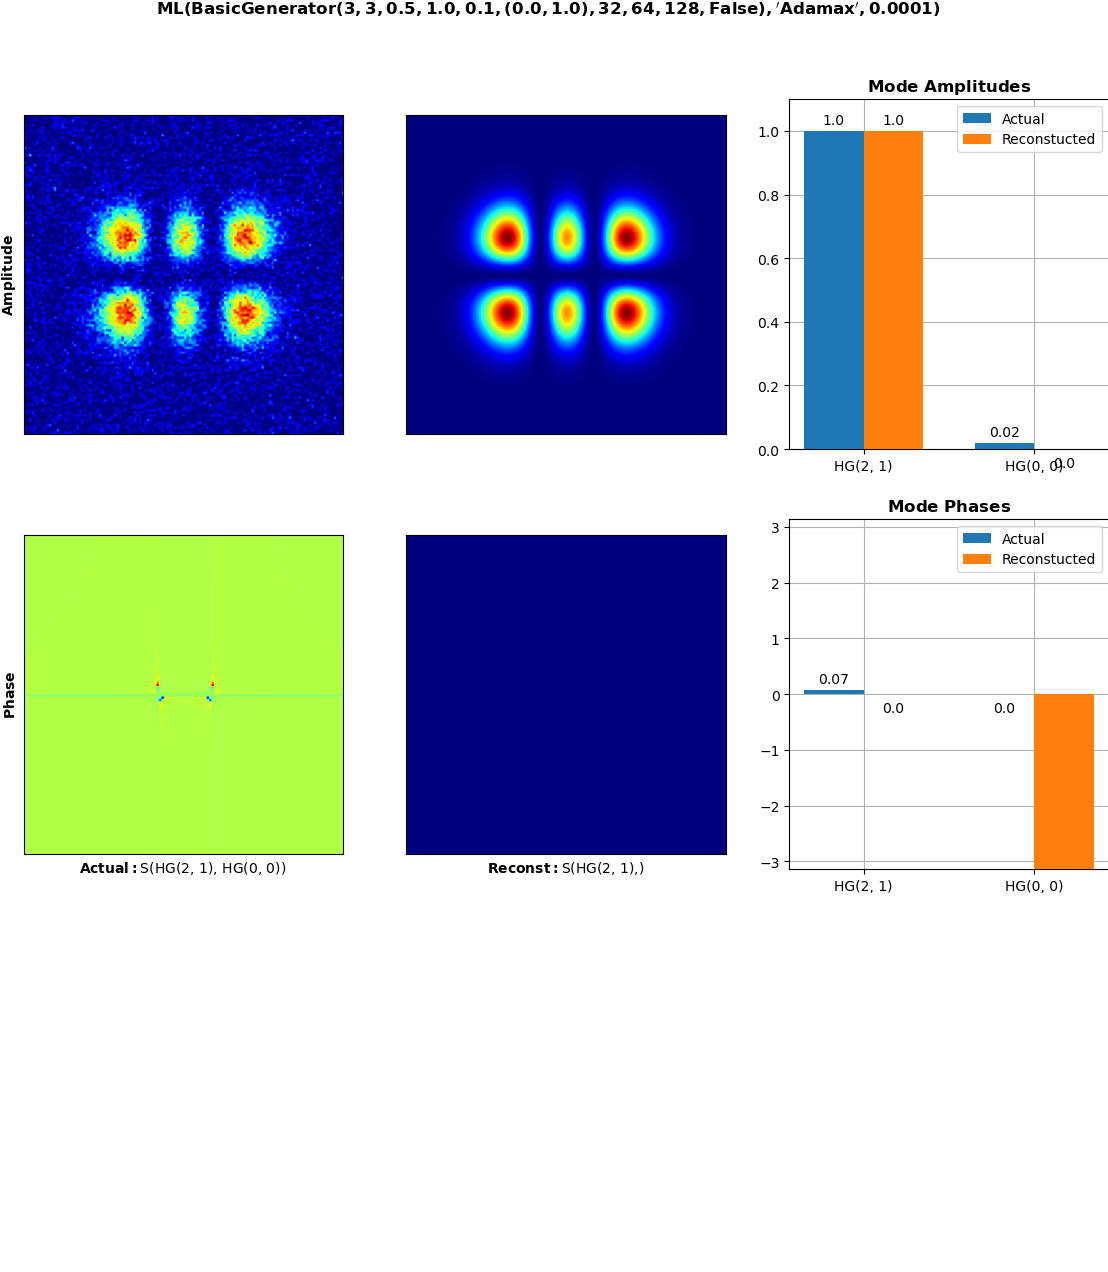 ML(BasicGenerator(3, 3, 0.5, 1.0, 0.1, (0.0, 1.0), 32, 64, 128, False), ′Adamax′, 0.0001)
Mode Amplitudes
Actual
Reconstucted
1.0 1.0
1.0
0.8
0.6
0.4
0.2
0.0
0.02
0.0
HG(2, 1) HG(0, 0)
Amplitude
Mode Phases
Actual
Reconstucted
3
2
1
0
−1
−2
−3
0.07
0.0
0.0
HG(2, 1) HG(0, 0)
Phase
Actual: S(HG(2, 1), HG(0, 0))
Reconst: S(HG(2, 1),)